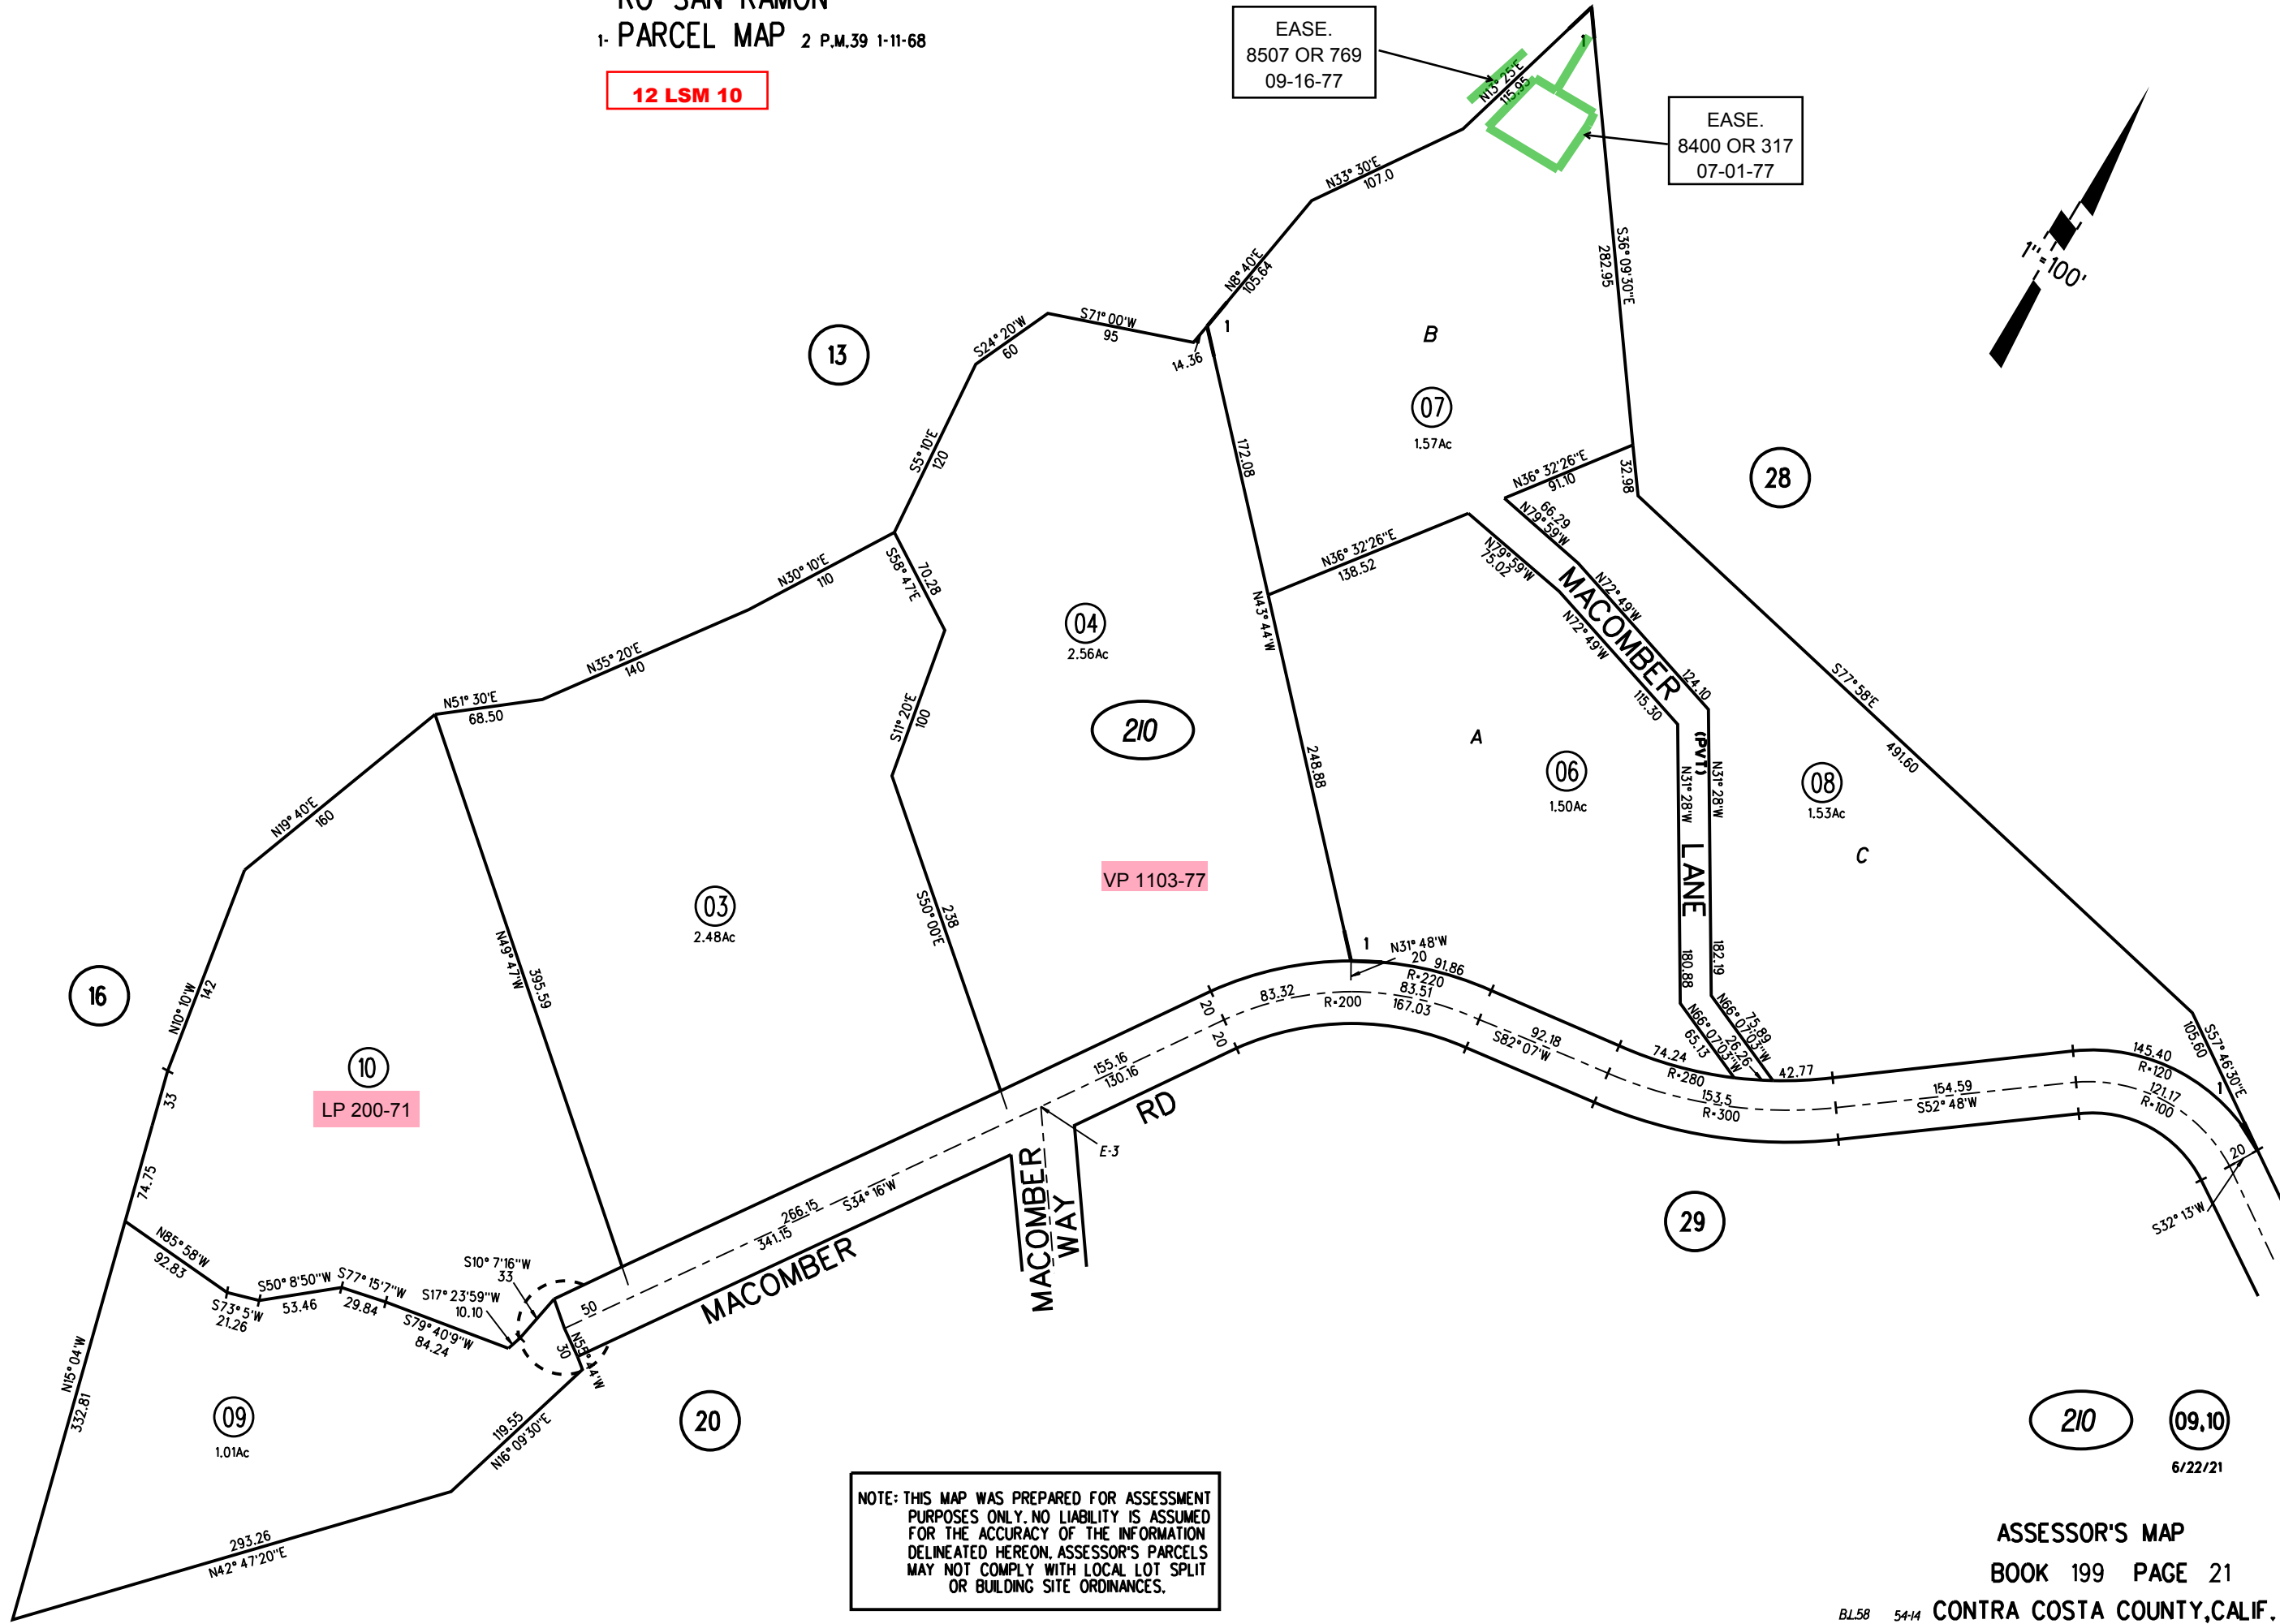 RO SAN RAMON
1- PARCEL MAP 2 P.M.39 1-11-68
12 LSM 10
EASE.
8507 OR 769
09-16-77
EASE.
8400 OR 317
07-01-77
1
N13° 25'E
115.95
N33° 30'E
107.0
N8° 40'E
105.64
S36° 09'30"E
282.95
1"=100'
S71° 00'W
95
S24° 20'W
60
14.36
1
B
13
07
1.57Ac
S5° 10'E
120
172.08
N36° 32'26"E
91.10
32.98
28
66.29
N79° 59'W
N36° 32'26"E
138.52
N79° 59'W
75.02
N30° 10'E
110
S58° 47'E
70.28
N43° 44'W
04
2.56Ac
MACOMBER
N72° 49'W
N72° 49'W
124.10
115.30
N35° 20'E
140
N51° 30'E
68.50
S11° 20'E
100
210
S77° 58'E
491.60
A
06
1.50Ac
(PVT)
N31° 28'W
N31° 28'W
08
1.53Ac
C
248.88
N19° 40'E
160
LANE
VP 1103-77
03
2.48Ac
S50° 00'E
238
N49° 47'W
395.59
180.88
182.19
16
N10° 10'W
142
1
N31° 48'W
20
91.86
R=220
83.32
R=200
83.51
167.03
20
20
92.18
S82° 07'W
N66° 07'03"W
65.13
N66° 07'03"W
75.89
26.26
74.24
R=280
42.77
153.5
R=300
154.59
S52° 48'W
145.40
R=120
121.17
R=100
S57° 46'30"E
105.60
1
20
S32° 13'W
10
LP 200-71
33
74.75
155.16
130.16
RD
E-3
MACOMBER
WAY
266.15
341.15
S34° 16'W
MACOMBER
29
N85° 58'W
92.83
S73° 5'W
21.26
S50° 8'50"W
53.46
S77° 15'7"W
29.84
S79° 40'9"W
84.24
S17° 23'59"W
10.10
S10° 7'16"W
33
50
30
N55° 44'W
N15° 04'W
332.81
09
1.01Ac
119.55
N16° 09'30"E
20
293.26
N42° 47'20"E
210
09,10
6/22/21
NOTE: THIS MAP WAS PREPARED FOR ASSESSMENT
PURPOSES ONLY. NO LIABILITY IS ASSUMED
FOR THE ACCURACY OF THE INFORMATION
DELINEATED HEREON. ASSESSOR'S PARCELS
MAY NOT COMPLY WITH LOCAL LOT SPLIT
OR BUILDING SITE ORDINANCES.
ASSESSOR'S MAP
BOOK 199 PAGE 21
B.L.58 54-14 CONTRA COSTA COUNTY, CALIF.